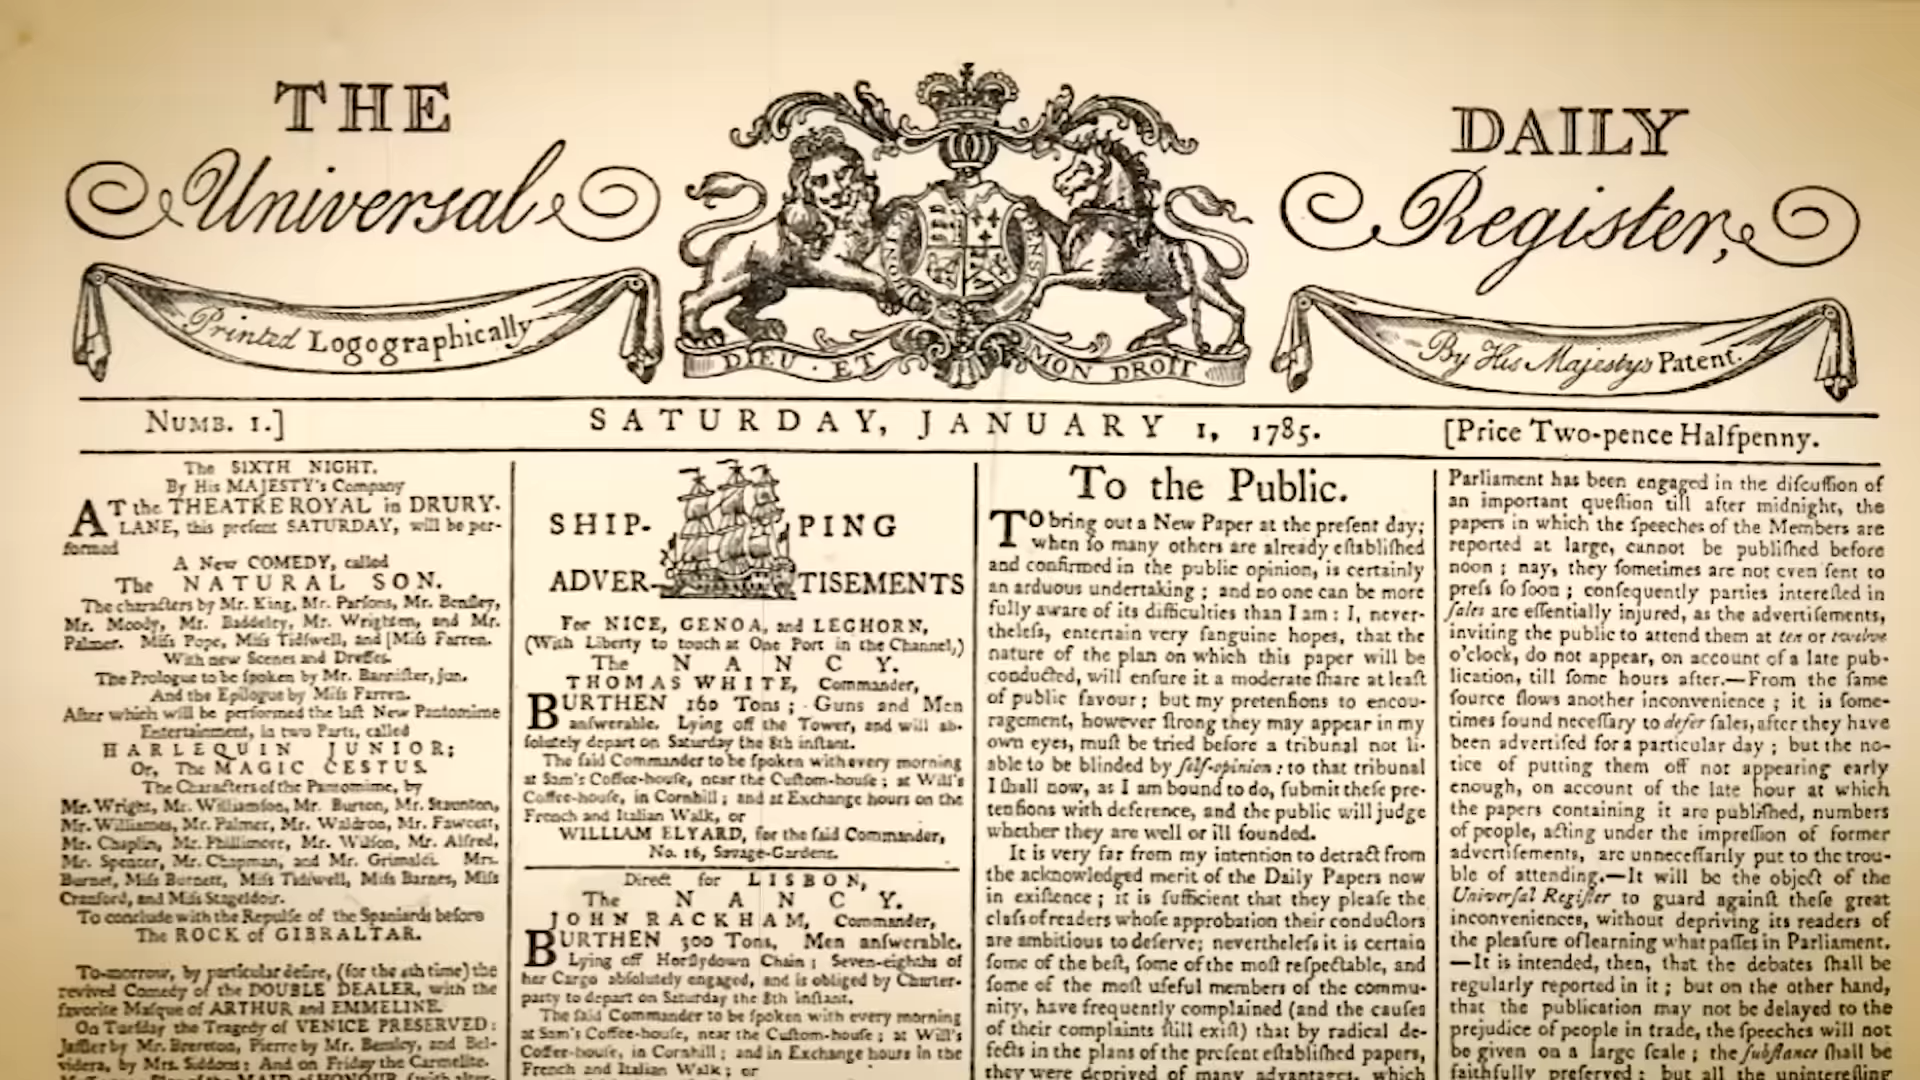 THE
Universal
DAILY
Register,
Printed Logographically
DIEU · ET MON DROIT
By His Majestys Patent.
NUMB. 1.]
SATURDAY, JANUARY 1, 1785.
[Price Two-pence Halfpenny.
The SIXTH NIGHT.
By His MAJESTY's Company
AT the THEATRE ROYAL in DRURY-
LANE, this preſent SATURDAY, will be per-
formed
A New COMEDY, called
The NATURAL SON.
The characters by Mr. King, Mr. Parſons, Mr. Benſley,
Mr. Moody, Mr. Baddeley, Mr. Wrighten, and Mr.
Palmer. Miſs Pope, Miſs Tidſwell, and [Miſs Farren.
With new Scenes and Dreſſes.
The Prologue to be ſpoken by Mr. Banniſter, jun.
And the Epilogue by Miſs Farren.
After which will be performed the laſt New Pantomime
Entertainment, in two Parts, called
HARLEQUIN JUNIOR;
Or, The MAGIC CESTUS.
The Characters of the Pantomime, by
Mr. Wright, Mr. Williamſon, Mr. Burton, Mr. Staunton,
Mr. Williames, Mr. Palmer, Mr. Waldron, Mr. Fawcett,
Mr. Chaplin, Mr. Phillimore, Mr. Wilſon, Mr. Alfred,
Mr. Spencer, Mr. Chapman, and Mr. Grimaldi. Mrs.
Burnet, Miſs Burnett, Miſs Tidſwell, Miſs Barnes, Miſs
Cranford, and Miſs Stageldoir.
To conclude with the Repulſe of the Spaniards before
The ROCK of GIBRALTAR.
To-morrow, by particular deſire, (for the 4th time) the
revived Comedy of the DOUBLE DEALER, with the
favorite Maſque of ARTHUR and EMMELINE.
On Tueſday the Tragedy of VENICE PRESERVED:
Jaffier by Mr. Brereton, Pierre by Mr. Benſley, and Bel-
videra, by Mrs. Siddons: And on Friday the Carmelite.
MAID of HONOUR
SHIP-PING
ADVER-TISEMENTS
For NICE, GENOA, and LEGHORN,
(With Liberty to touch at One Port in the Channel,)
The NANCY.
THOMAS WHITE, Commander,
BURTHEN 160 Tons; Guns and Men
anſwerable. Lying off the Tower, and will ab-
ſolutely depart on Saturday the 8th inſtant.
The ſaid Commander to be ſpoken with every morning
at Sam's Coffee-houſe, near the Cuſtom-houſe; at Will's
Coffee-houſe, in Cornhill; and at Exchange hours on the
French and Italian Walk, or
WILLIAM ELYARD, for the ſaid Commander,
No. 16, Savage-Gardens.
Direct for LISBON,
The NANCY.
JOHN RACKHAM, Commander,
BURTHEN 300 Tons, Men anſwerable.
Lying off Horſlydown Chain; Seven-eighths of
her Cargo abſolutely engaged, and is obliged by Charter-
party to depart on Saturday the 8th inſtant.
The ſaid Commander to be ſpoken with every morning
at Sam's Coffee-houſe, near the Cuſtom-houſe; at Will's
Coffee-houſe, in Cornhill; and in Exchange hours in the
French and Italian Walk; or
To the Public.
TO bring out a New Paper at the preſent day;
when ſo many others are already eſtabliſhed
and confirmed in the public opinion, is certainly
an arduous undertaking; and no one can be more
fully aware of its difficulties than I am: I, never-
theleſs, entertain very ſanguine hopes, that the
nature of the plan on which this paper will be
conducted, will enſure it a moderate ſhare at leaſt
of public favour; but my pretenſions to encou-
ragement, however ſtrong they may appear in my
own eyes, muſt be tried before a tribunal not li-
able to be blinded by ſelf-opinion: to that tribunal
I ſhall now, as I am bound to do, ſubmit theſe pre-
tenſions with deference, and the public will judge
whether they are well or ill founded.
It is very far from my intention to detract from
the acknowledged merit of the Daily Papers now
in exiſtence; it is ſufficient that they pleaſe the
claſs of readers whoſe approbation their conductors
are ambitious to deſerve; nevertheleſs it is certain
ſome of the beſt, ſome of the moſt reſpectable, and
ſome of the moſt uſeful members of the commu-
nity, have frequently complained (and the cauſes
of their complaints ſtill exiſt) that by radical de-
fects in the plans of the preſent eſtabliſhed papers,
they were deprived of many advantages, which
Parliament has been engaged in the diſcuſſion of
an important queſtion till after midnight, the
papers in which the ſpeeches of the Members are
reported at large, cannot be publiſhed before
noon; nay, they ſometimes are not even ſent to
preſs ſo ſoon; conſequently parties intereſted in
ſales are eſſentially injured, as the advertiſements,
inviting the public to attend them at ten or twelve
o'clock, do not appear, on account of a late pub-
lication, till ſome hours after.—From the ſame
ſource flows another inconvenience; it is ſome-
times found neceſſary to defer ſales, after they have
been advertiſed for a particular day; but the no-
tice of putting them off not appearing early
enough, on account of the late hour at which
the papers containing it are publiſhed, numbers
of people, acting under the impreſſion of former
advertiſements, are unneceſſarily put to the trou-
ble of attending.—It will be the object of the
Univerſal Regiſter to guard againſt theſe great
inconveniences, without depriving its readers of
the pleaſure of learning what paſſes in Parliament.
—It is intended, then, that the debates ſhall be
regularly reported in it; but on the other hand,
that the publication may not be delayed to the
prejudice of people in trade, the ſpeeches will not
be given on a large ſcale; the ſubſtance ſhall be
faithfully preſerved; but all the unintereſting